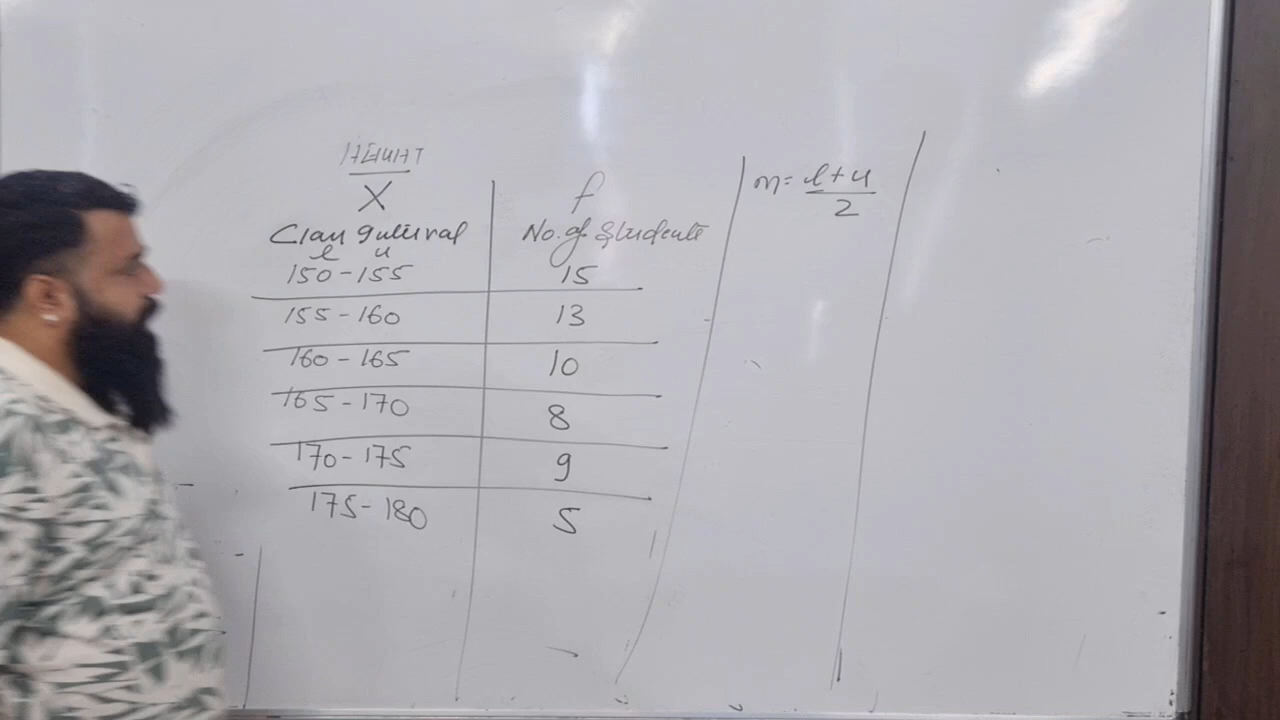 X
f
m = l + u / 2
Class Interval
No. of Students
l u
150 - 155 15
155 - 160 13
160 - 165 10
165 - 170 8
170 - 175 9
175 - 180 5